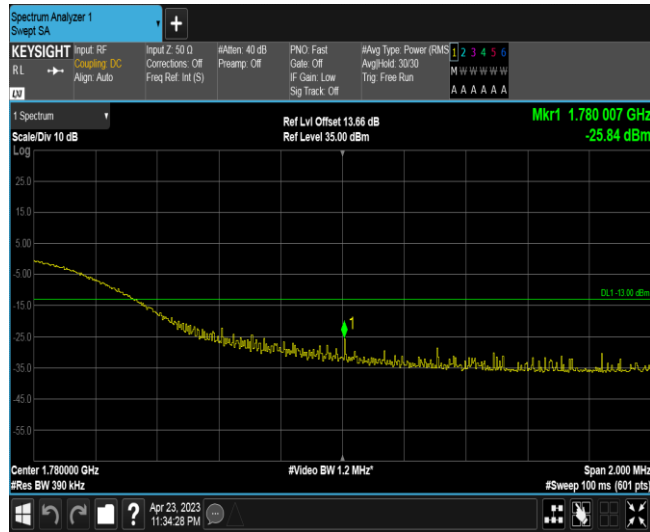 Spectrum Analyzer 1
Swept SA
+
KEYSIGHT
RL
LXI
Input: RF
Coupling: DC
Align: Auto
Input Z: 50 Ω
Corrections: Off
Freq Ref: Int (S)
#Atten: 40 dB
Preamp: Off
PNO: Fast
Gate: Off
IF Gain: Low
Sig Track: Off
#Avg Type: Power (RMS
Avg|Hold: 30/30
Trig: Free Run
1 2 3 4 5 6
M W W W W W
A A A A A A
1 Spectrum
Scale/Div 10 dB
Log
Ref Lvl Offset 13.66 dB
Ref Level 35.00 dBm
Mkr1 1.780 007 GHz
-25.84 dBm
25.0
15.0
5.00
-5.00
-15.0
-25.0
-35.0
-45.0
-55.0
DL1 -13.00 dBm
1
Center 1.780000 GHz
#Res BW 390 kHz
#Video BW 1.2 MHz*
Span 2.000 MHz
#Sweep 100 ms (601 pts)
?
Apr 23, 2023
11:34:28 PM